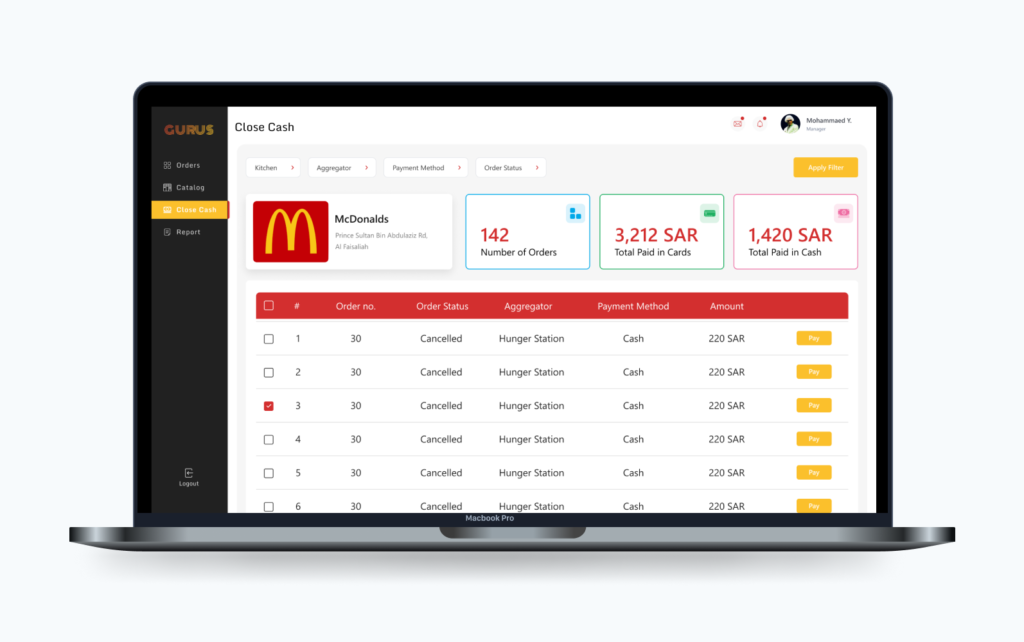 GURUS
Close Cash
Mohammaed Y.
Manager
Orders
Catalog
Close Cash
Report
Logout
Kitchen
Aggregator
Payment Method
Order Status
Apply Filter
McDonalds
Prince Sultan Bin Abdulaziz Rd,
Al Faisaliah
142
Number of Orders
3,212 SAR
Total Paid in Cards
1,420 SAR
Total Paid in Cash
# Order no. Order Status Aggregator Payment Method Amount
1 30 Cancelled Hunger Station Cash 220 SAR Pay
2 30 Cancelled Hunger Station Cash 220 SAR Pay
3 30 Cancelled Hunger Station Cash 220 SAR Pay
4 30 Cancelled Hunger Station Cash 220 SAR Pay
5 30 Cancelled Hunger Station Cash 220 SAR Pay
6 30 Cancelled Hunger Station Cash 220 SAR Pay
Macbook Pro